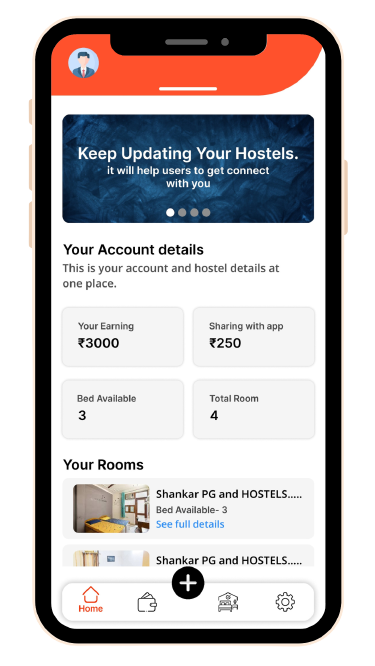 Keep Updating Your Hostels.
it will help users to get connect
with you
Your Account details
This is your account and hostel details at
one place.
Your Earning
₹3000
Sharing with app
₹250
Bed Available
3
Total Room
4
Your Rooms
Shankar PG and HOSTELS.....
Bed Available- 3
See full details
Shankar PG and HOSTELS.....
Home